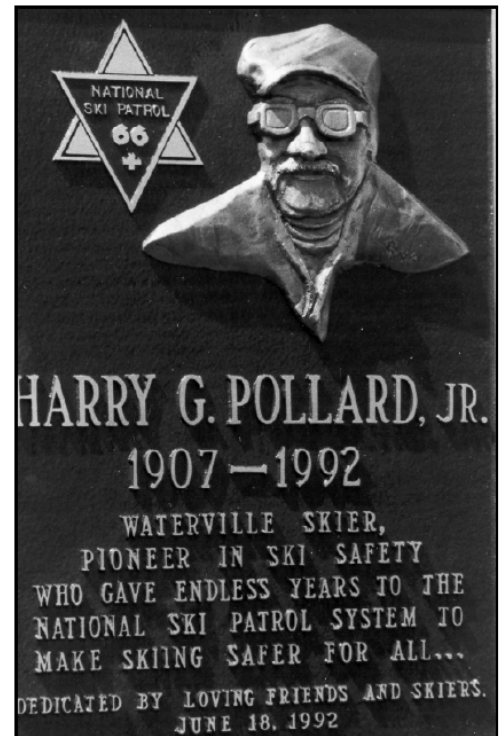 NATIONAL
SKI PATROL
66
HARRY G. POLLARD, JR.
1907—1992
WATERVILLE SKIER,
PIONEER IN SKI SAFETY
WHO GAVE ENDLESS YEARS TO THE
NATIONAL SKI PATROL SYSTEM TO
MAKE SKIING SAFER FOR ALL...
DEDICATED BY LOVING FRIENDS AND SKIERS.
JUNE 18, 1992